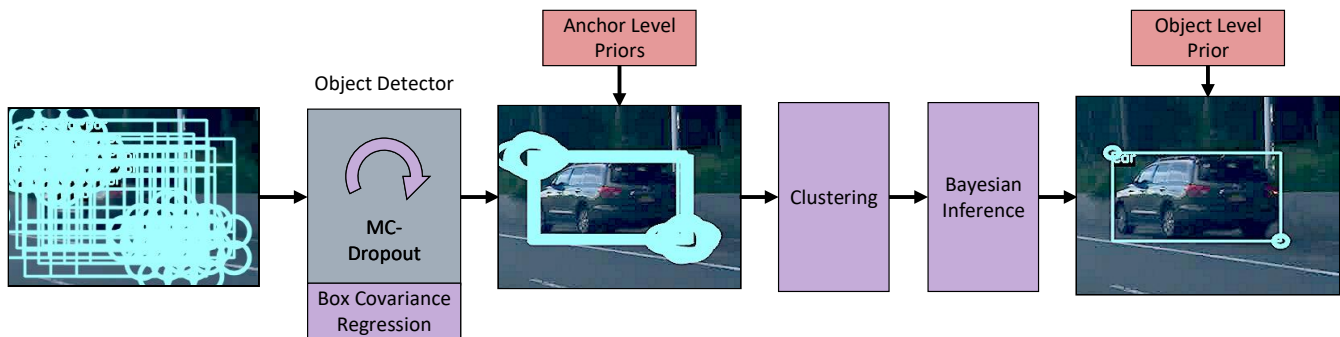 Anchor Level
Priors
Object Level
Prior
Object Detector
MC-
Dropout
Box Covariance
Regression
Clustering
Bayesian
Inference
car